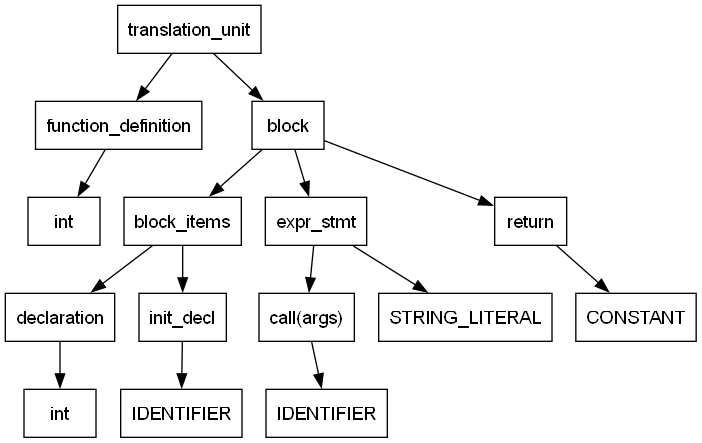 translation_unit
function_definition
block
int
block_items
expr_stmt
return
declaration
init_decl
call(args)
STRING_LITERAL
CONSTANT
int
IDENTIFIER
IDENTIFIER